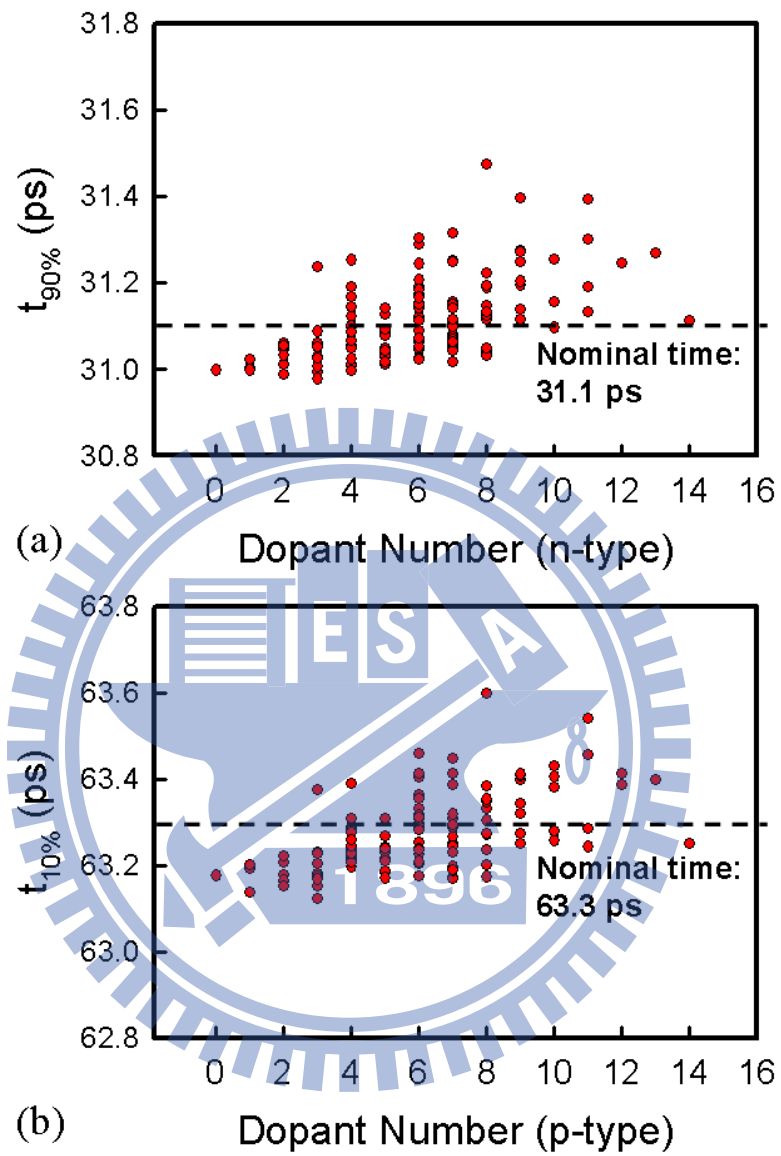 31.8
31.6
31.4
31.2
31.0
30.8
t90% (ps)
Nominal time:
31.1 ps
0 2 4 6 8 10 12 14 16
(a)
Dopant Number (n-type)
63.8
63.6
63.4
63.2
63.0
62.8
t10% (ps)
E S A
8
1896
Nominal time:
63.3 ps
0 2 4 6 8 10 12 14 16
(b)
Dopant Number (p-type)